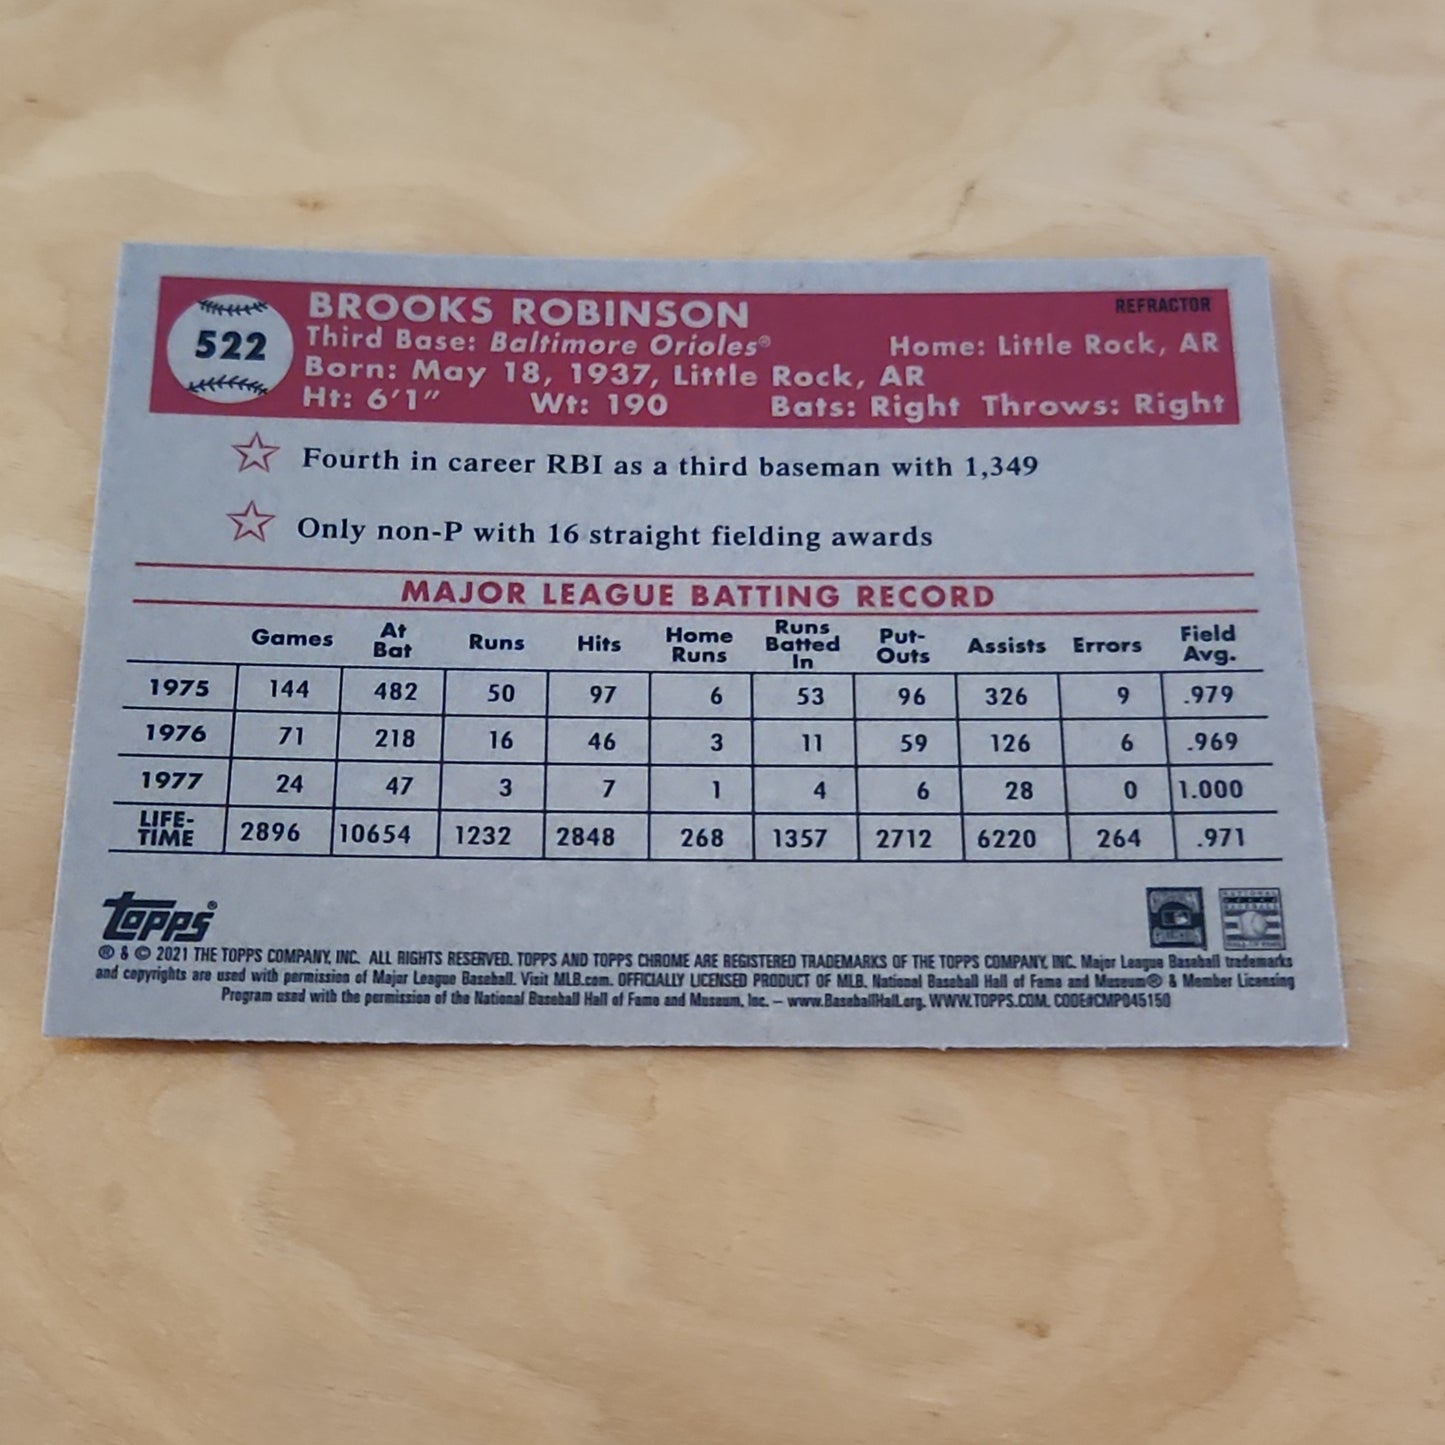 522
BROOKS ROBINSON
REFRACTOR
Third Base: Baltimore Orioles®
Home: Little Rock, AR
Born: May 18, 1937, Little Rock, AR
Ht: 6'1" Wt: 190 Bats: Right Throws: Right
Fourth in career RBI as a third baseman with 1,349
Only non-P with 16 straight fielding awards
MAJOR LEAGUE BATTING RECORD
Games At Bat Runs Hits Home Runs Runs Batted In Put-Outs Assists Errors Field Avg.
1975 144 482 50 97 6 53 96 326 9 .979
1976 71 218 16 46 3 11 59 126 6 .969
1977 24 47 3 7 1 4 6 28 0 1.000
LIFE-TIME 2896 10654 1232 2848 268 1357 2712 6220 264 .971
topps®
® & © 2021 THE TOPPS COMPANY, INC. ALL RIGHTS RESERVED. TOPPS AND TOPPS CHROME ARE REGISTERED TRADEMARKS OF THE TOPPS COMPANY, INC. Major League Baseball trademarks
and copyrights are used with permission of Major League Baseball. Visit MLB.com. OFFICIALLY LICENSED PRODUCT OF MLB. National Baseball Hall of Fame and Museum® & Member Licensing
Program used with the permission of the National Baseball Hall of Fame and Museum, Inc. – www.BaseballHall.org. WWW.TOPPS.COM. CODE#CMP045150